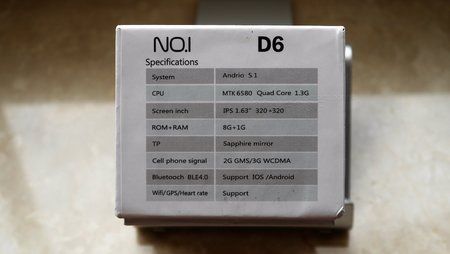 NO.1 D6
Specifications
System Andrio 5.1
CPU MTK 6580 Quad Core 1.3G
Screen inch IPS 1.63" 320*320
ROM+RAM 8G+1G
TP Sapphire mirror
Cell phone signal 2G GMS/3G WCDMA
Bluetooch BLE4.0 Support IOS /Android
Wifi/GPS/Heart rate Support